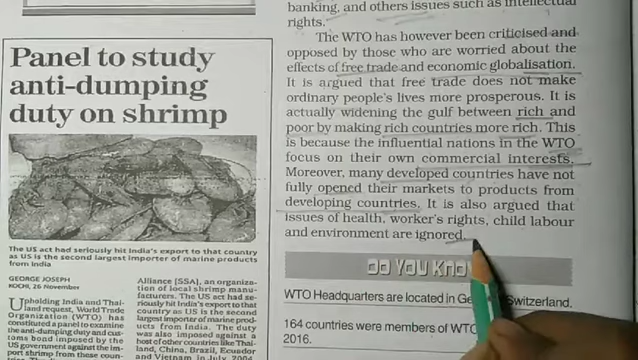 Panel to study
anti-dumping
duty on shrimp
The US act had seriously hit India's export to that country
as US is the second largest importer of marine products
from India
GEORGE JOSEPH
KOCHI, 26 November
Upholding India and Thai-
land request, World Trade
Organization (WTO) has
constituted a panel to examine
the anti-dumping duty and cus-
toms bond imposed by the
US government against the im-
port shrimp from these coun-
Alliance [SSA], an organiza-
tion of local shrimp manu-
facturers. The US act had se-
riously hit India's export to that
country as US is the second
largest importer of marine prod-
ucts from India. The duty
was also imposed against a
host of other countries like Thai-
land, China, Brazil, Ecuador
and Vietnam in July 2004
banking, and others issues such as intellectual
rights.
The WTO has however been criticised and
opposed by those who are worried about the
effects of free trade and economic globalisation.
It is argued that free trade does not make
ordinary people's lives more prosperous. It is
actually widening the gulf between rich and
poor by making rich countries more rich. This
is because the influential nations in the WTO
focus on their own commercial interests.
Moreover, many developed countries have not
fully opened their markets to products from
developing countries. It is also argued that
issues of health, worker's rights, child labour
and environment are ignored.
DO YOU
WTO Headquarters are located in Switzerland.
164 countries were members of WTO
2016.